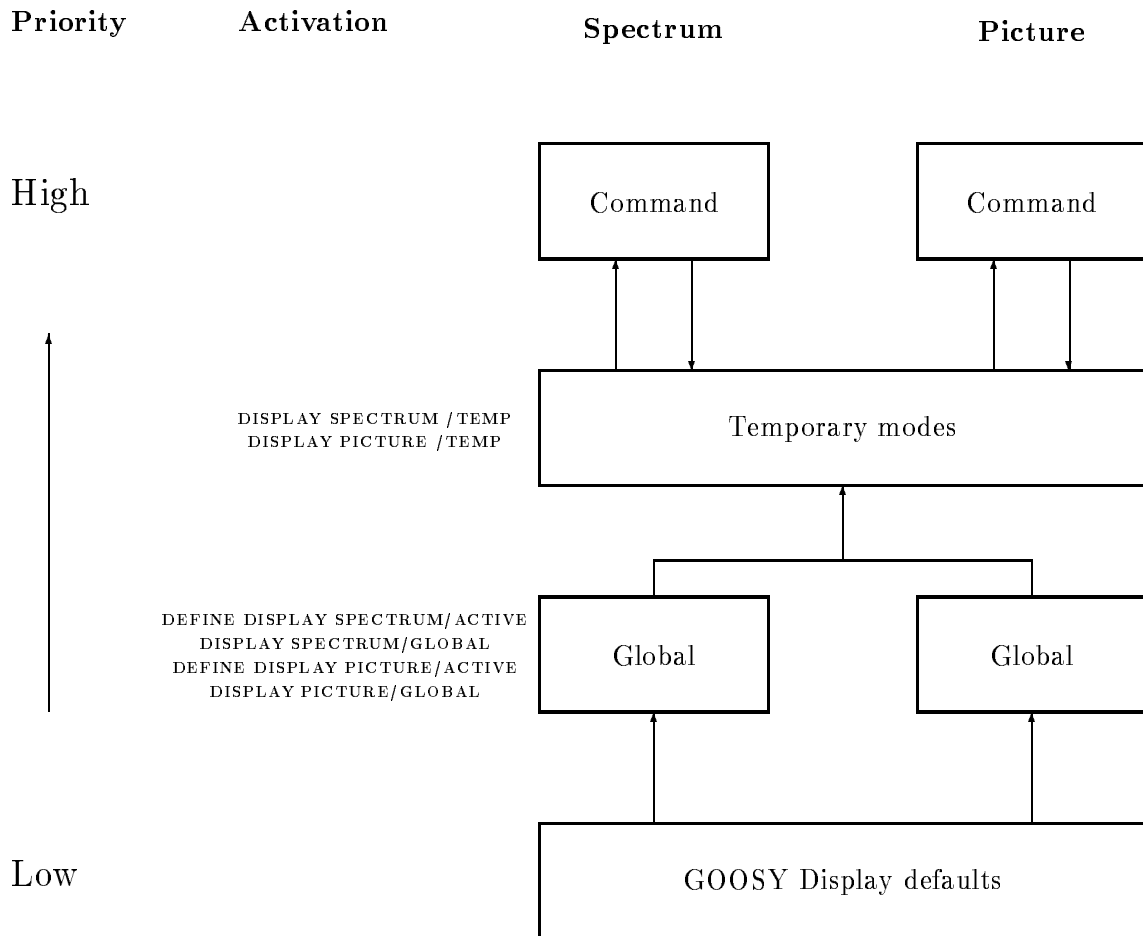 Priority Activation Spectrum Picture
High
Command Command
DISPLAY SPECTRUM /TEMP
DISPLAY PICTURE /TEMP
Temporary modes
DEFINE DISPLAY SPECTRUM/ACTIVE
DISPLAY SPECTRUM/GLOBAL
DEFINE DISPLAY PICTURE/ACTIVE
DISPLAY PICTURE/GLOBAL
Global Global
Low
GOOSY Display defaults